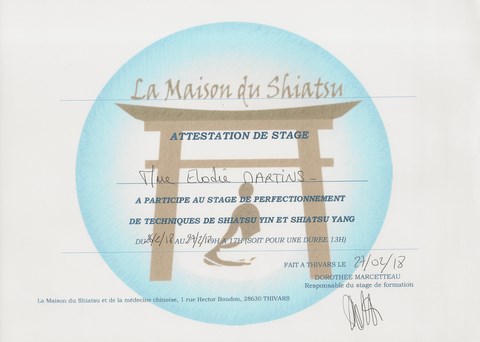 La Maison du Shiatsu
ATTESTATION DE STAGE
Mme Elodie MARTINS
A PARTICIPE AU STAGE DE PERFECTIONNEMENT
DE TECHNIQUES DE SHIATSU YIN ET SHIATSU YANG
DU AU A 17H (SOIT POUR UNE DUREE 13H)
FAIT A THIVARS LE 27/02/18
DOROTHEE MARCETTEAU
Responsable du stage de formation
La Maison du Shiatsu et de la médecine chinoise, 1 rue Hector Boudon, 28630 THIVARS